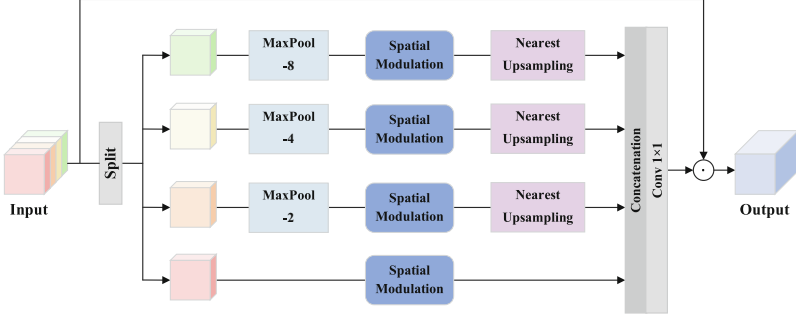 MaxPool
-8
Spatial
Modulation
Nearest
Upsampling
MaxPool
-4
Spatial
Modulation
Nearest
Upsampling
Input
Split
Concatenation
Conv 1×1
Output
MaxPool
-2
Spatial
Modulation
Nearest
Upsampling
Spatial
Modulation